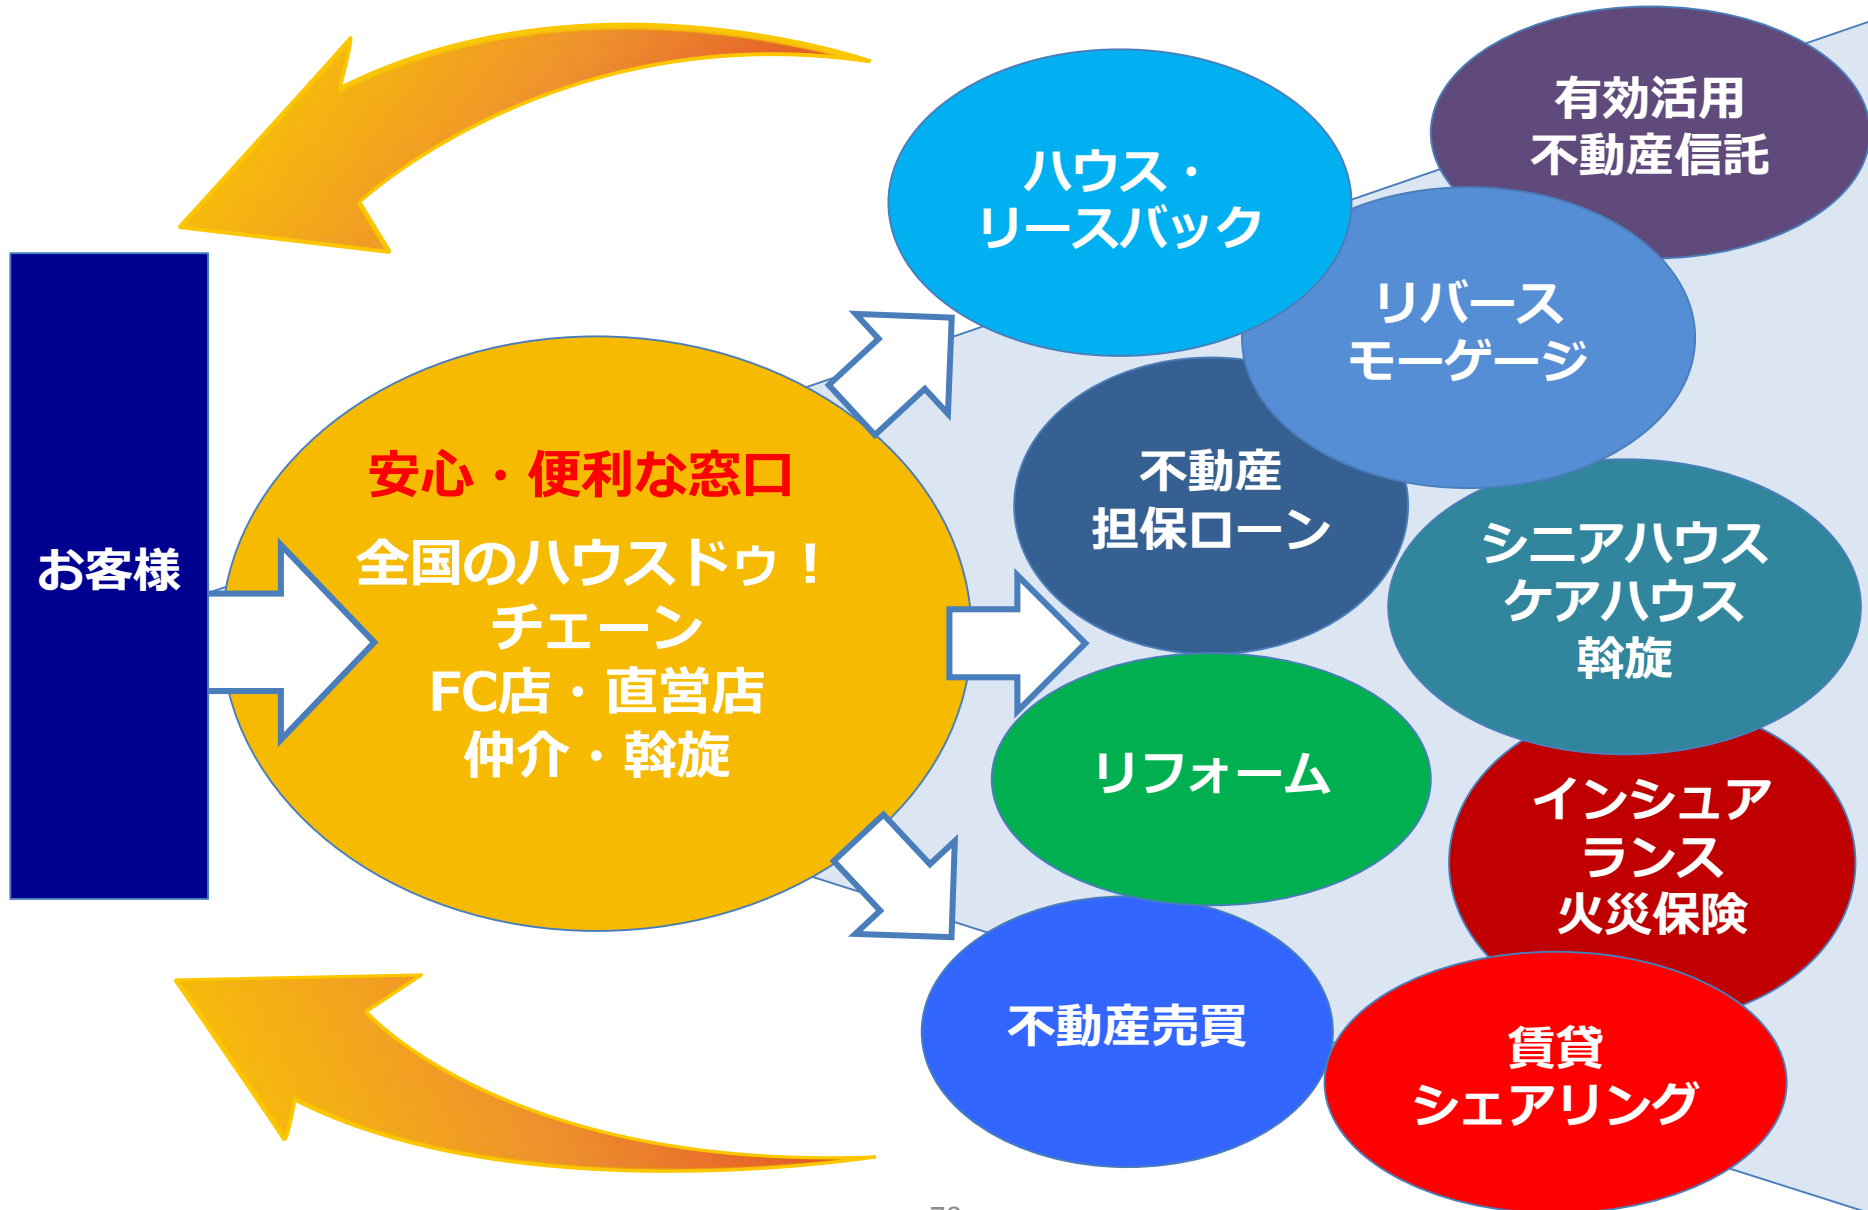 お客様
安心・便利な窓口
全国のハウスドゥ！
チェーン
FC店・直営店
仲介・斡旋
ハウス・
リースバック
有効活用
不動産信託
リバース
モーゲージ
不動産
担保ローン
シニアハウス
ケアハウス
斡旋
リフォーム
インシュア
ランス
火災保険
不動産売買
賃貸
シェアリング